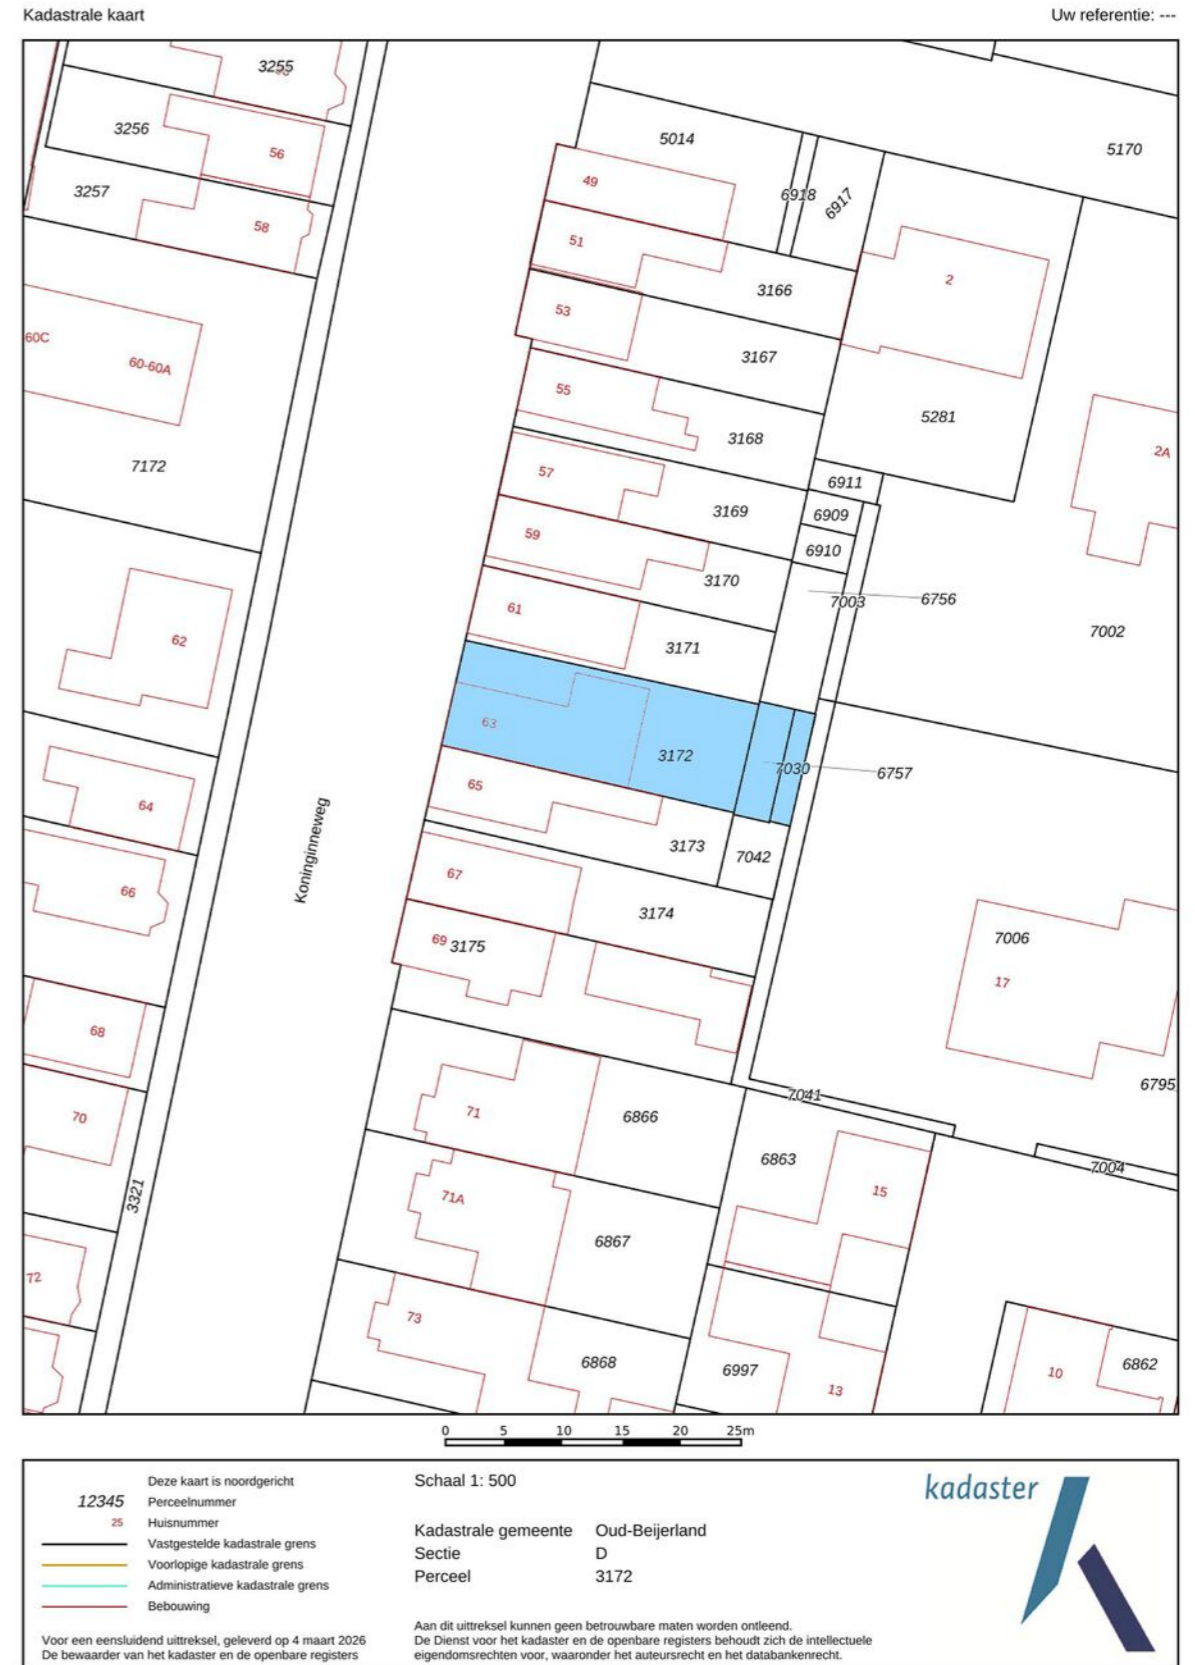 Kadastrale kaart
Uw referentie: ---
3255
3256
56
3257
58
60C
60-60A
7172
62
64
66
68
70
3321
72
Koninginneweg
5014
5170
49
6918
6917
51
3166
2
53
3167
55
3168
5281
2A
57
3169
6911
6909
59
6910
3170
7003
6756
61
3171
7002
63
3172
7030
6757
65
3173
7042
67
3174
69
3175
7006
17
6795
7041
71
6866
6863
7004
15
71A
6867
73
6868
6997
13
10
6862
0 5 10 15 20 25m
Deze kaart is noordgericht
12345 Perceelnummer
25 Huisnummer
Vastgestelde kadastrale grens
Voorlopige kadastrale grens
Administratieve kadastrale grens
Bebouwing
Voor een eensluidend uittreksel, geleverd op 4 maart 2026
De bewaarder van het kadaster en de openbare registers
Schaal 1: 500
Kadastrale gemeente Oud-Beijerland
Sectie D
Perceel 3172
Aan dit uittreksel kunnen geen betrouwbare maten worden ontleend.
De Dienst voor het kadaster en de openbare registers behoudt zich de intellectuele
eigendomsrechten voor, waaronder het auteursrecht en het databankenrecht.
kadaster